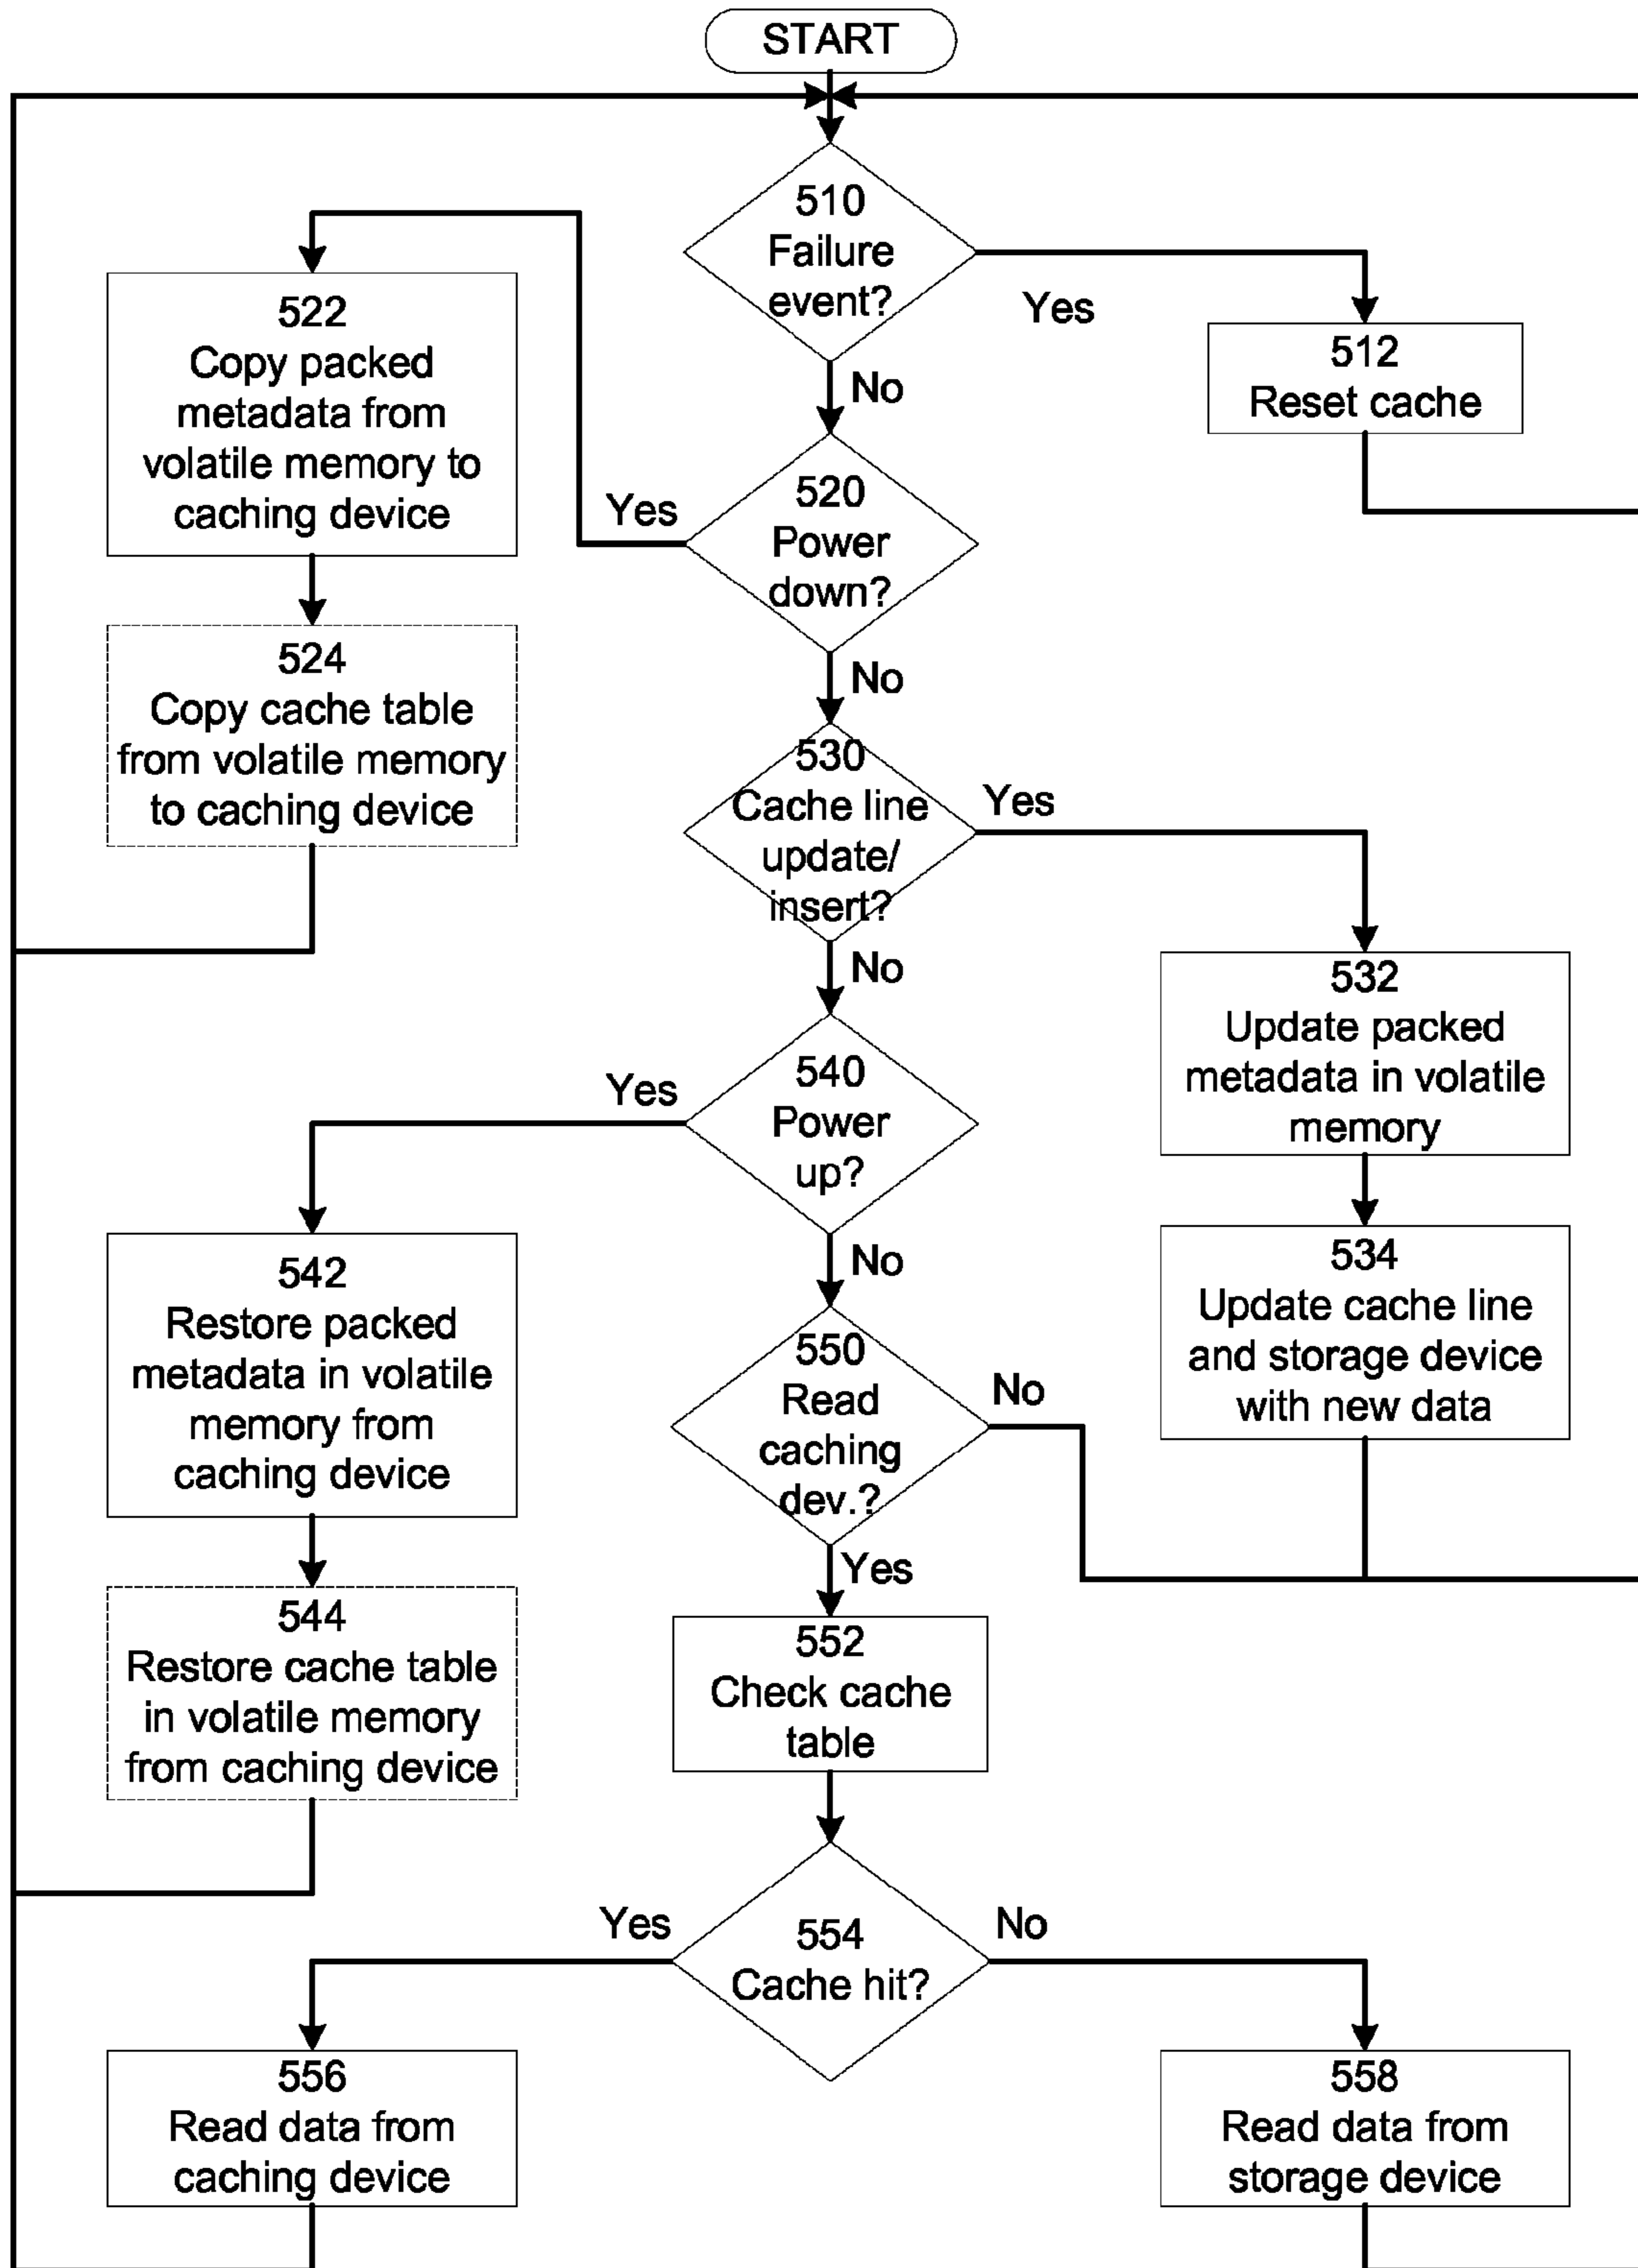 START
510
Failure
event?
Yes
No
512
Reset cache
522
Copy packed
metadata from
volatile memory to
caching device
520
Power
down?
Yes
No
524
Copy cache table
from volatile memory
to caching device
530
Cache line
update/
insert?
Yes
No
532
Update packed
metadata in volatile
memory
534
Update cache line
and storage device
with new data
540
Power
up?
Yes
No
542
Restore packed
metadata in volatile
memory from
caching device
544
Restore cache table
in volatile memory
from caching device
550
Read
caching
dev.?
No
Yes
552
Check cache
table
554
Cache hit?
Yes
No
556
Read data from
caching device
558
Read data from
storage device